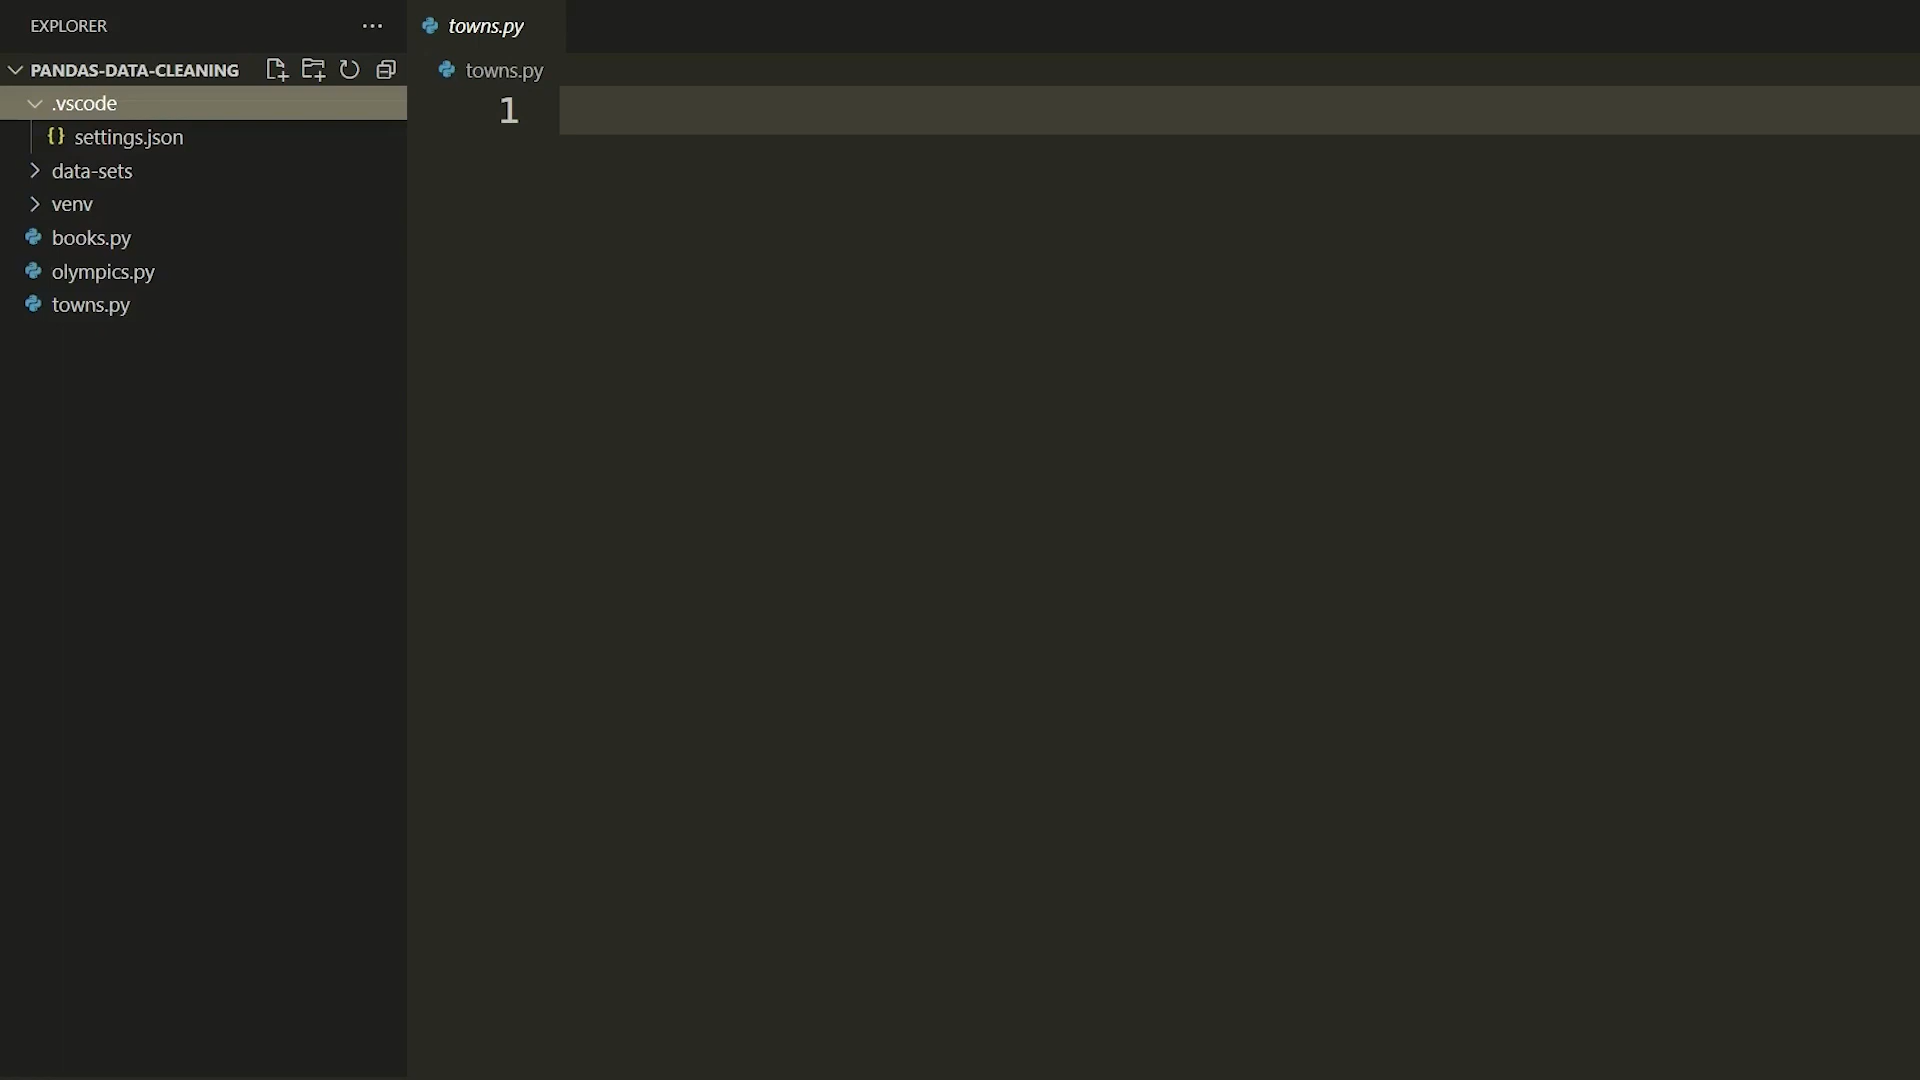 EXPLORER
PANDAS-DATA-CLEANING
.vscode
{} settings.json
data-sets
venv
books.py
olympics.py
towns.py
towns.py
towns.py
1